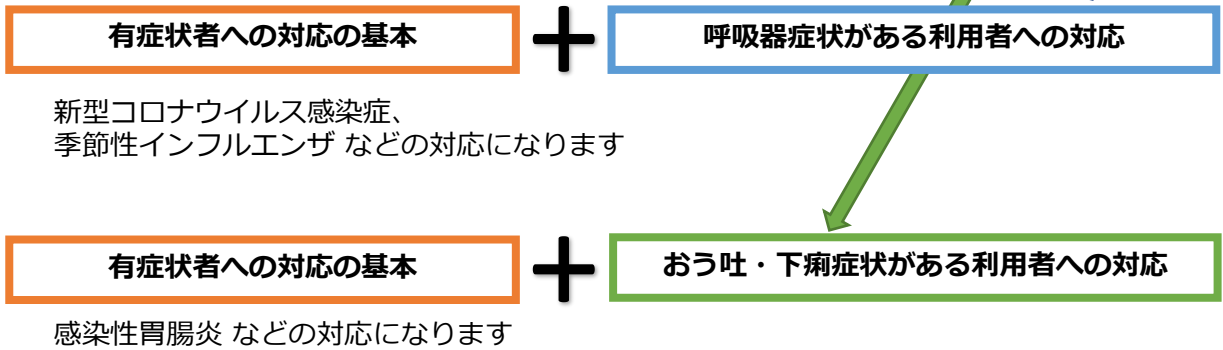 有症状者への対応の基本
呼吸器症状がある利用者への対応
新型コロナウイルス感染症、
季節性インフルエンザ などの対応になります
有症状者への対応の基本
おう吐・下痢症状がある利用者への対応
感染性胃腸炎 などの対応になります